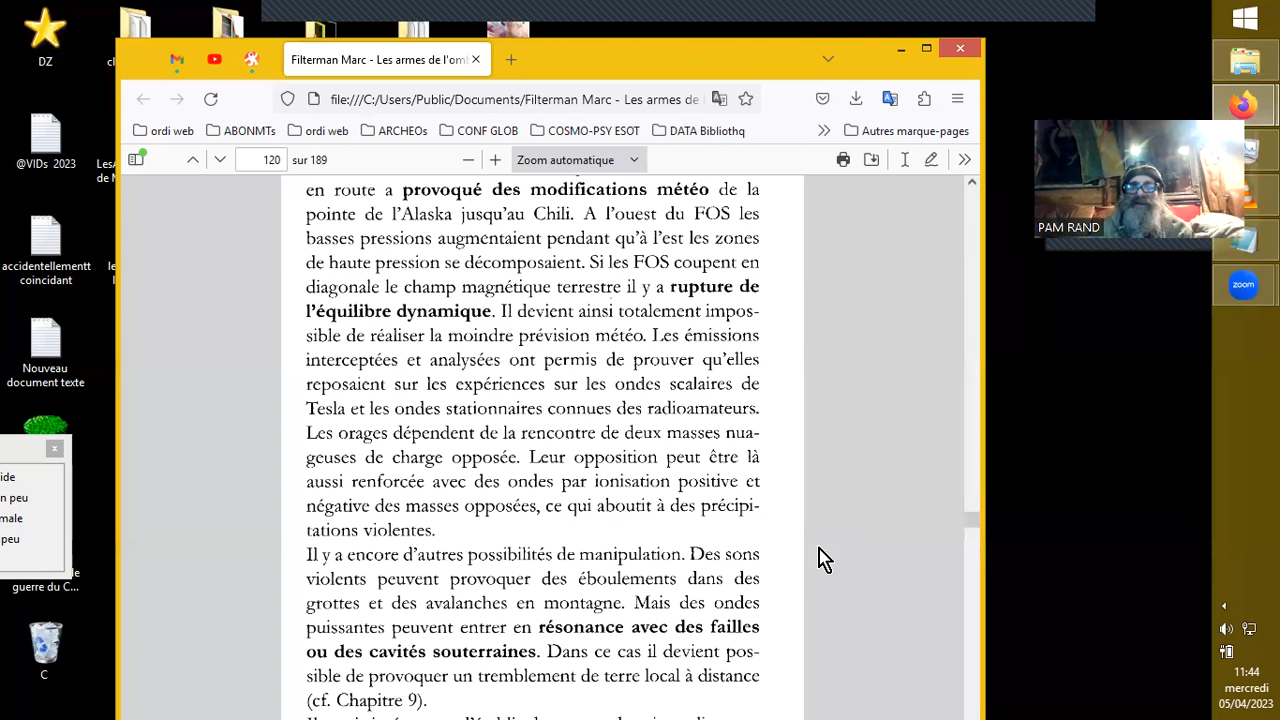 DZ
@VIDs 2023
accidentellementt
coincidant
Nouveau
document texte
ide
n peu
male
peu
guerre du C...
C
Filterman Marc - Les armes de l'om
file:///C:/Users/Public/Documents/Filterman Marc - Les armes de l
ordi web
ABONMTs
ordi web
ARCHEOs
CONF GLOB
COSMO-PSY ESOT
DATA Bibliothq
Autres marque-pages
120
sur 189
Zoom automatique
en route a provoqué des modifications météo de la
pointe de l'Alaska jusqu'au Chili. A l'ouest du FOS les
basses pressions augmentaient pendant qu'à l'est les zones
de haute pression se décomposaient. Si les FOS coupent en
diagonale le champ magnétique terrestre il y a rupture de
l'équilibre dynamique. Il devient ainsi totalement impos-
sible de réaliser la moindre prévision météo. Les émissions
interceptées et analysées ont permis de prouver qu'elles
reposaient sur les expériences sur les ondes scalaires de
Tesla et les ondes stationnaires connues des radioamateurs.
Les orages dépendent de la rencontre de deux masses nua-
geuses de charge opposée. Leur opposition peut être là
aussi renforcée avec des ondes par ionisation positive et
négative des masses opposées, ce qui aboutit à des précipi-
tations violentes.
Il y a encore d'autres possibilités de manipulation. Des sons
violents peuvent provoquer des éboulements dans des
grottes et des avalanches en montagne. Mais des ondes
puissantes peuvent entrer en résonance avec des failles
ou des cavités souterraines. Dans ce cas il devient pos-
sible de provoquer un tremblement de terre local à distance
(cf. Chapitre 9).
PAM RAND
zoom
11:44
mercredi
05/04/2023